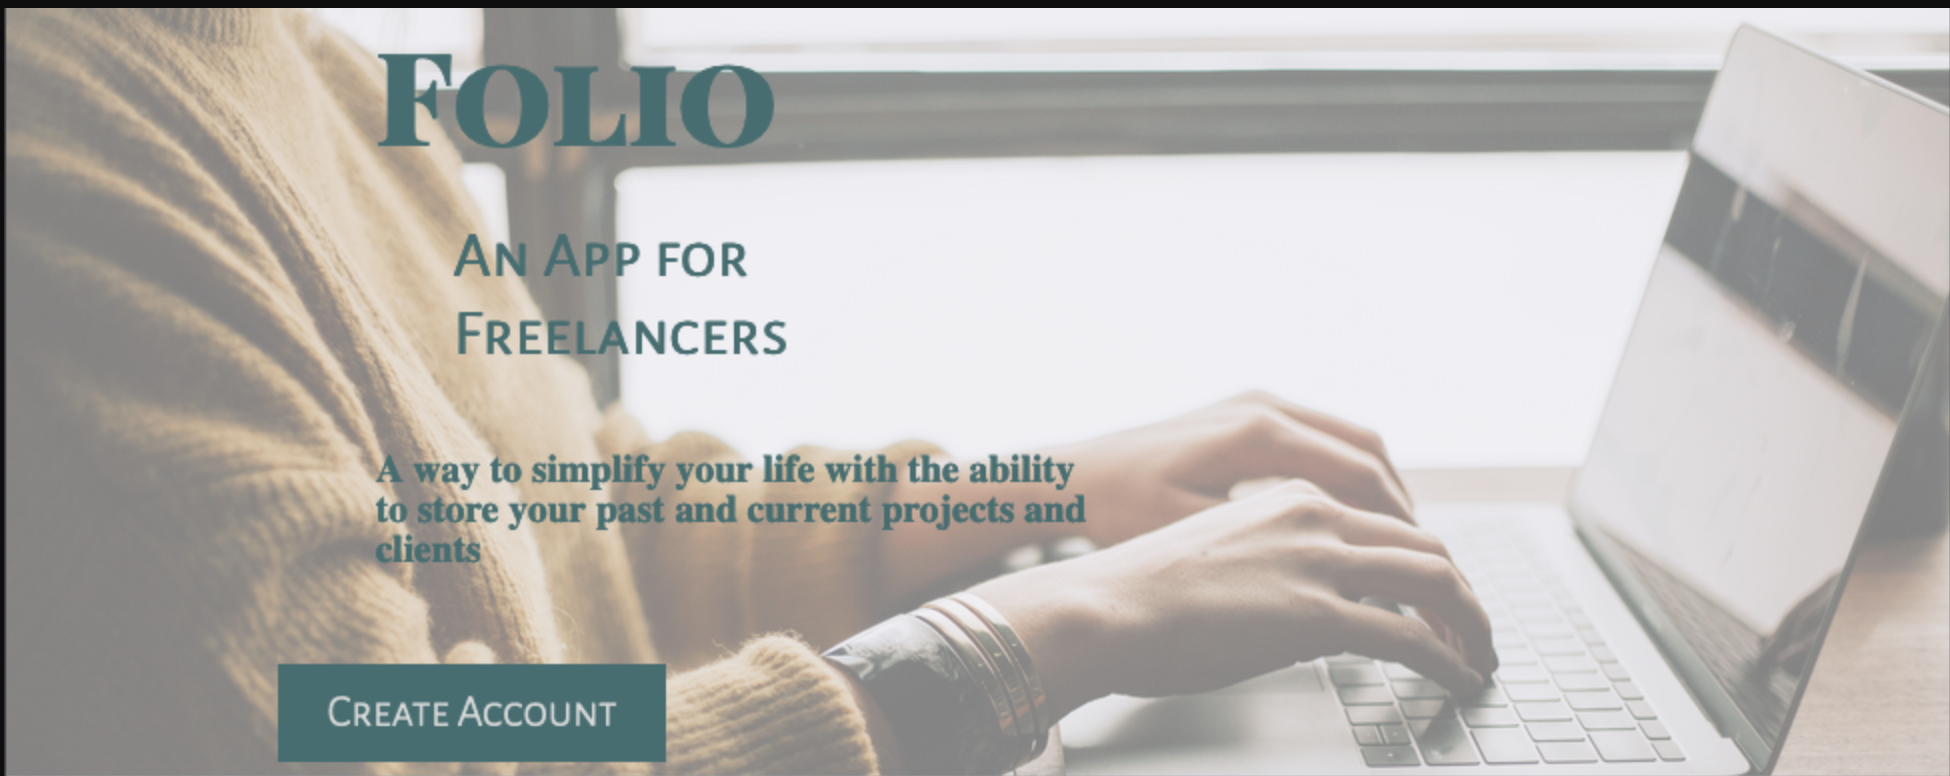 Folio
An App for
Freelancers
A way to simplify your life with the ability
to store your past and current projects and
clients
Create Account